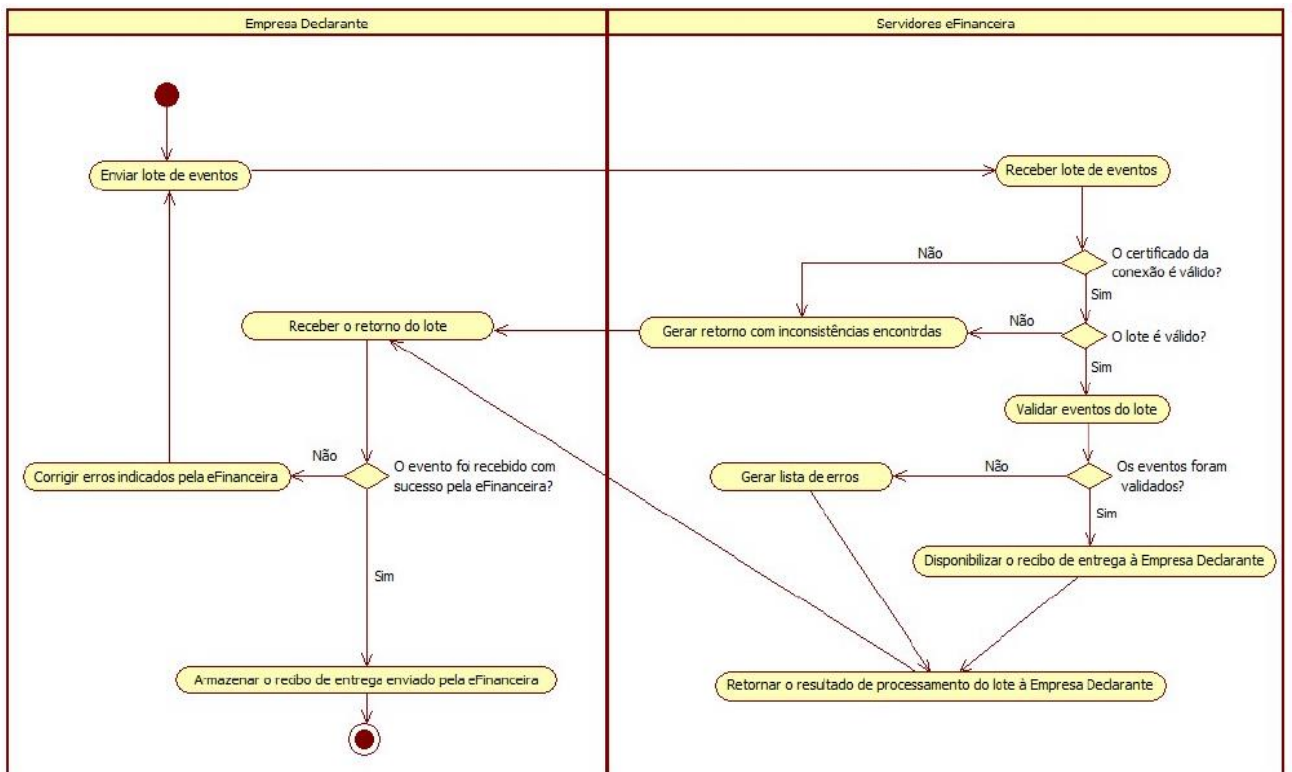 Empresa Declarante
Servidores eFinanceira
Enviar lote de eventos
Receber lote de eventos
O certificado da
conexão é válido?
Não
Sim
Receber o retorno do lote
Gerar retorno com inconsistências encontrdas
Não
O lote é válido?
Sim
Validar eventos do lote
Corrigir erros indicados pela eFinanceira
Não
O evento foi recebido com
sucesso pela eFinanceira?
Gerar lista de erros
Não
Os eventos foram
validados?
Sim
Disponibilizar o recibo de entrega à Empresa Declarante
Sim
Armazenar o recibo de entrega enviado pela eFinanceira
Retornar o resultado de processamento do lote à Empresa Declarante